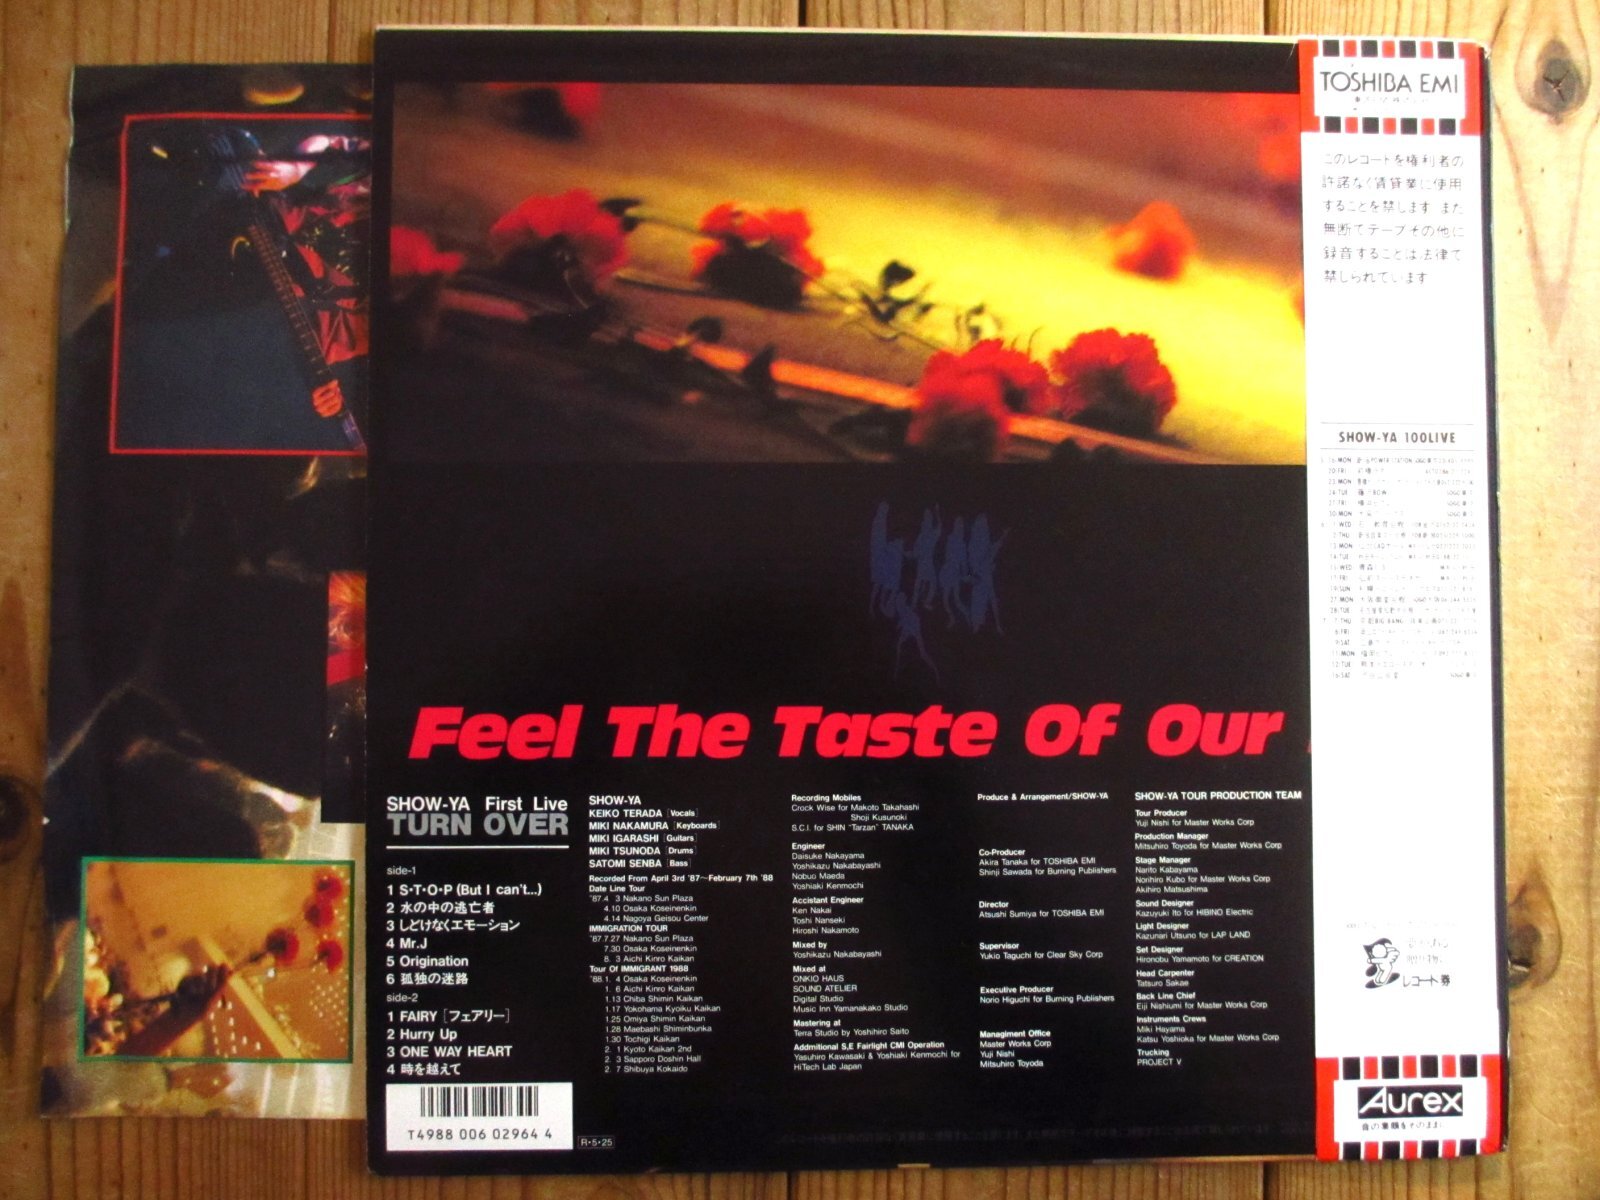 TOSHIBA EMI
このレコードを権利者の
許諾なく賃貸業に使用
することを禁じます また
無断でテープその他に
録音することは法律で
禁じられています
SHOW-YA 100LIVE
Feel The Taste Of Our
SHOW-YA First Live
TURN OVER
side-1
1 S・T・O・P (But I can't...)
2 水の中の逃亡者
3 しどけなくエモーション
4 Mr.J
5 Origination
6 孤独の迷路
side-2
1 FAIRY [フェアリー]
2 Hurry Up
3 ONE WAY HEART
4 時を越えて
T4988 006 02964 4
R・5・25
SHOW-YA
KEIKO TERADA [Vocals]
MIKI NAKAMURA [Keyboards]
MIKI IGARASHI [Guitars]
MIKI TSUNODA [Drums]
SATOMI SENBA [Bass]
Recorded From April 3rd '87~February 7th '88
Date Line Tour
'87.4 3 Nakano Sun Plaza
4.10 Osaka Koseinenkin
4.14 Nagoya Geisou Center
IMMIGRATION TOUR
'87.7.27 Nakano Sun Plaza
7.30 Osaka Koseinenkin
8. 3 Aichi Kinro Kaikan
Tour Of IMMIGRANT 1988
'88.1. 4 Osaka Koseinenkin
1. 6 Aichi Kinro Kaikan
1.13 Chiba Shimin Kaikan
1.17 Yokohama Kyoiku Kaikan
1.25 Omiya Shimin Kaikan
1.28 Maebashi Shiminbunka
1.30 Tochigi Kaikan
2. 1 Kyoto Kaikan 2nd
2. 3 Sapporo Doshin Hall
2. 7 Shibuya Kokaido
Recording Mobiles
Crock Wise for Makoto Takahashi
Shoji Kusunoki
S.C.I. for SHIN "Tarzan" TANAKA
Engineer
Daisuke Nakayama
Yoshikazu Nakabayashi
Nobuo Maeda
Yoshiaki Kenmochi
Accistant Engineer
Ken Nakai
Toshi Nanseki
Hiroshi Nakamoto
Mixed by
Yoshikazu Nakabayashi
Mixed at
ONKIO HAUS
SOUND ATELIER
Digital Studio
Music Inn Yamanakako Studio
Mastering at
Terra Studio by Yoshihiro Saito
Addmitional S,E Fairlight CMI Operation
Yasuhiro Kawasaki & Yoshiaki Kenmochi for
HiTech Lab Japan
Produce & Arrangement/SHOW-YA
Co-Producer
Akira Tanaka for TOSHIBA EMI
Shinji Sawada for Burning Publishers
Director
Atsushi Sumiya for TOSHIBA EMI
Supervisor
Yukio Taguchi for Clear Sky Corp
Executive Producer
Norio Higuchi for Burning Publishers
Managiment Office
Master Works Corp
Yuji Nishi
Mitsuhiro Toyoda
SHOW-YA TOUR PRODUCTION TEAM
Tour Producer
Yuji Nishi for Master Works Corp
Production Manager
Mitsuhiro Toyoda for Master Works Corp
Stage Manager
Narito Kabayama
Norihiro Kubo for Master Works Corp
Akihiro Matsushima
Sound Designer
Kazuyuki Ito for HIBINO Electric
Light Designer
Kazunari Utsuno for LAP LAND
Set Designer
Hironobu Yamamoto for CREATION
Head Carpenter
Tatsuro Sakae
Back Line Chief
Eiji Nishiumi for Master Works Corp
Instruments Crews
Miki Hayama
Katsu Yoshioka for Master Works Corp
Trucking
PROJECT V
レコード券
Aurex
音の素顔をそのままに